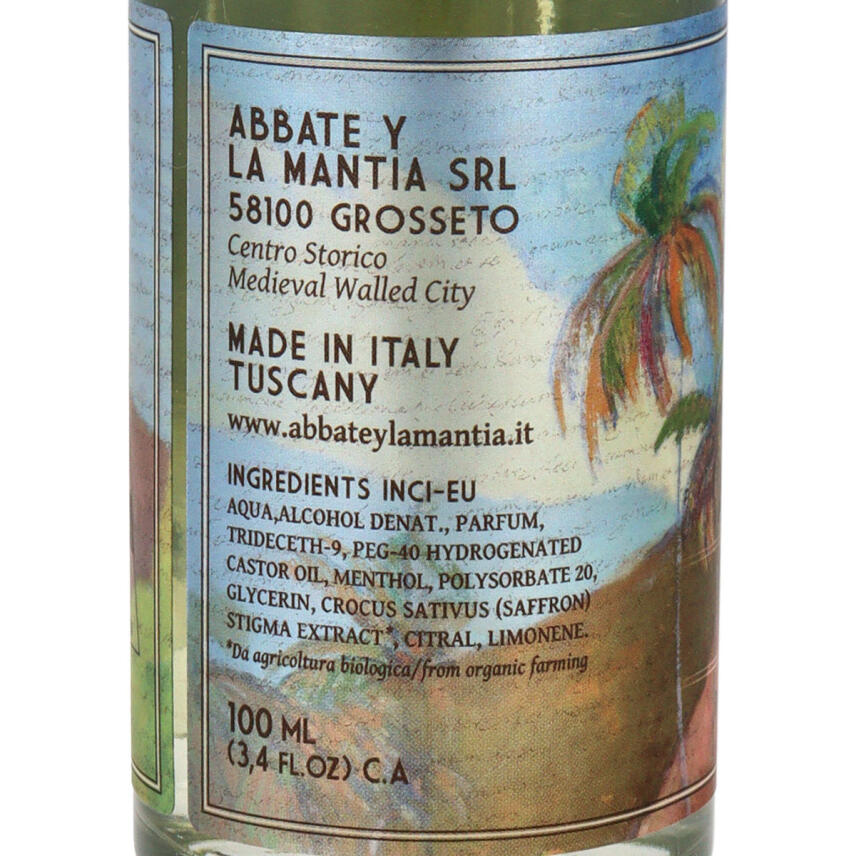 ABBATE Y
LA MANTIA SRL
58100 GROSSETO
Centro Storico
Medieval Walled City
MADE IN ITALY
TUSCANY
www.abbateylamantia.it
INGREDIENTS INCI-EU
AQUA,ALCOHOL DENAT., PARFUM,
TRIDECETH-9, PEG-40 HYDROGENATED
CASTOR OIL, MENTHOL, POLYSORBATE 20,
GLYCERIN, CROCUS SATIVUS (SAFFRON)
STIGMA EXTRACT*, CITRAL, LIMONENE.
*Da agricoltura biologica/from organic farming
100 ML
(3,4 FL.OZ) C.A